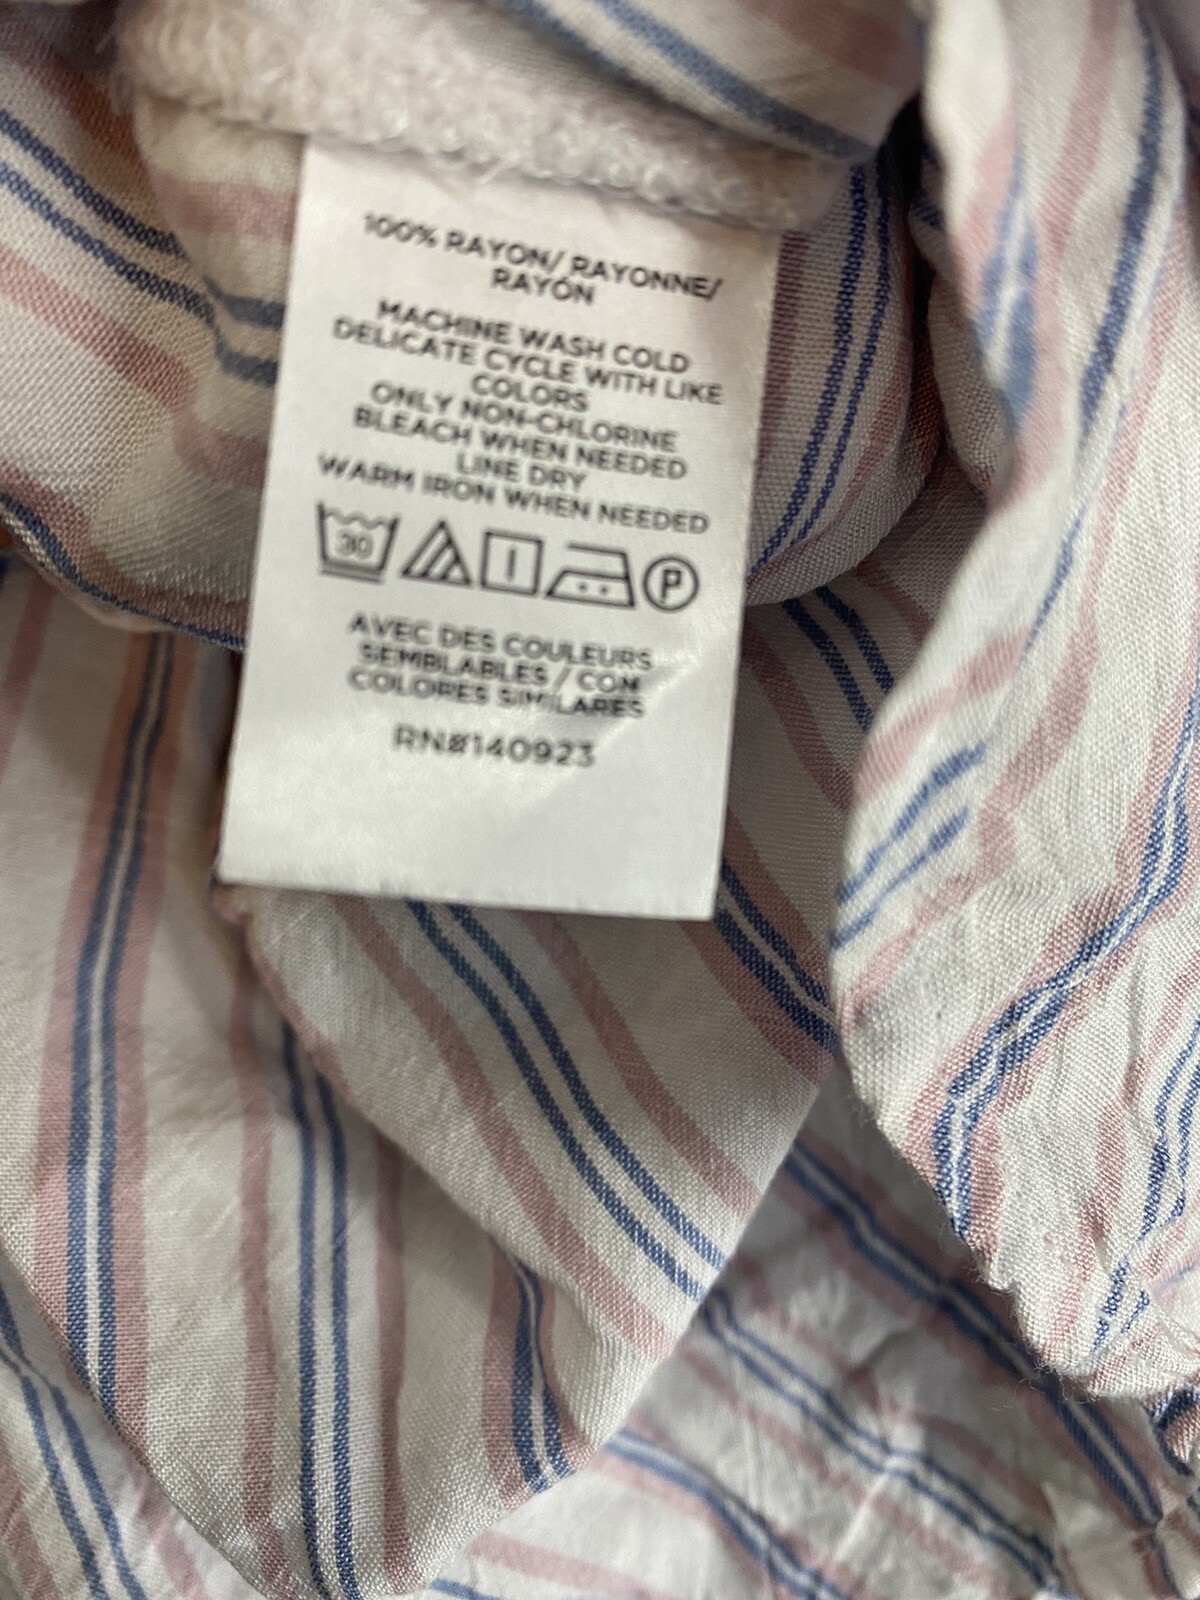 100% RAYON/ RAYONNE/
RAYÓN
MACHINE WASH COLD
DELICATE CYCLE WITH LIKE
COLORS
ONLY NON-CHLORINE
BLEACH WHEN NEEDED
LINE DRY
WARM IRON WHEN NEEDED
30 P
AVEC DES COULEURS
SEMBLABLES / CON
COLORES SIMILARES
RN#140923